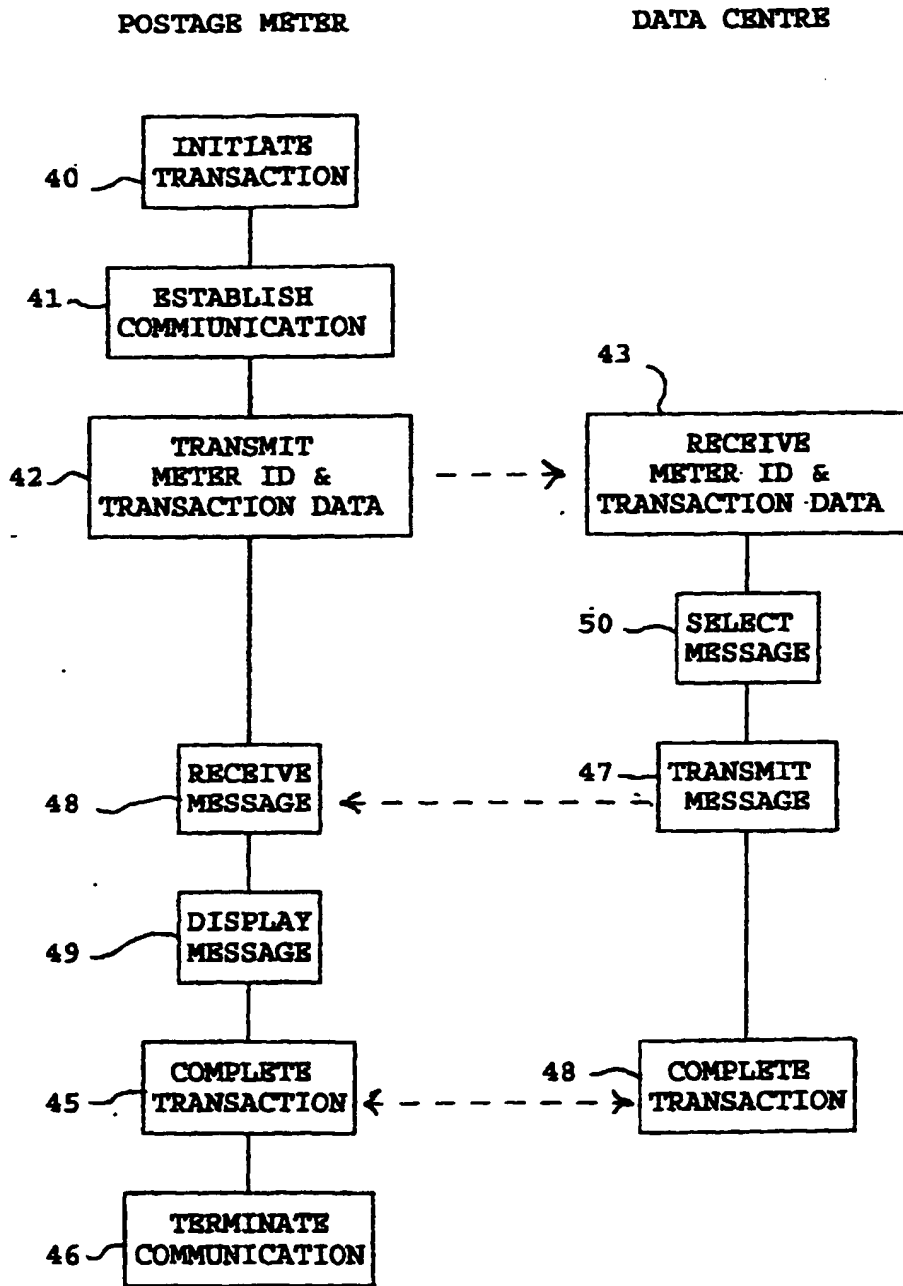 POSTAGE METER
DATA CENTRE
INITIATE
TRANSACTION
40
ESTABLISH
COMMIUNICATION
41
TRANSMIT
METER ID &
TRANSACTION DATA
42
43
RECEIVE
METER ID &
TRANSACTION DATA
50
SELECT
MESSAGE
RECEIVE
MESSAGE
48
47
TRANSMIT
MESSAGE
DISPLAY
MESSAGE
49
COMPLETE
TRANSACTION
45
48
COMPLETE
TRANSACTION
TERMINATE
COMMUNICATION
46